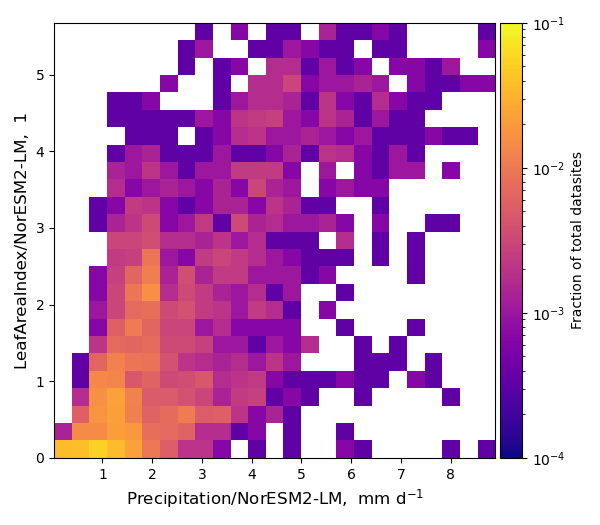 5
4
3
2
1
0
LeafAreaIndex/NorESM2-LM,  1
1 2 3 4 5 6 7 8
Precipitation/NorESM2-LM,  mm d⁻¹
10⁻¹
10⁻²
10⁻³
10⁻⁴
Fraction of total datasites